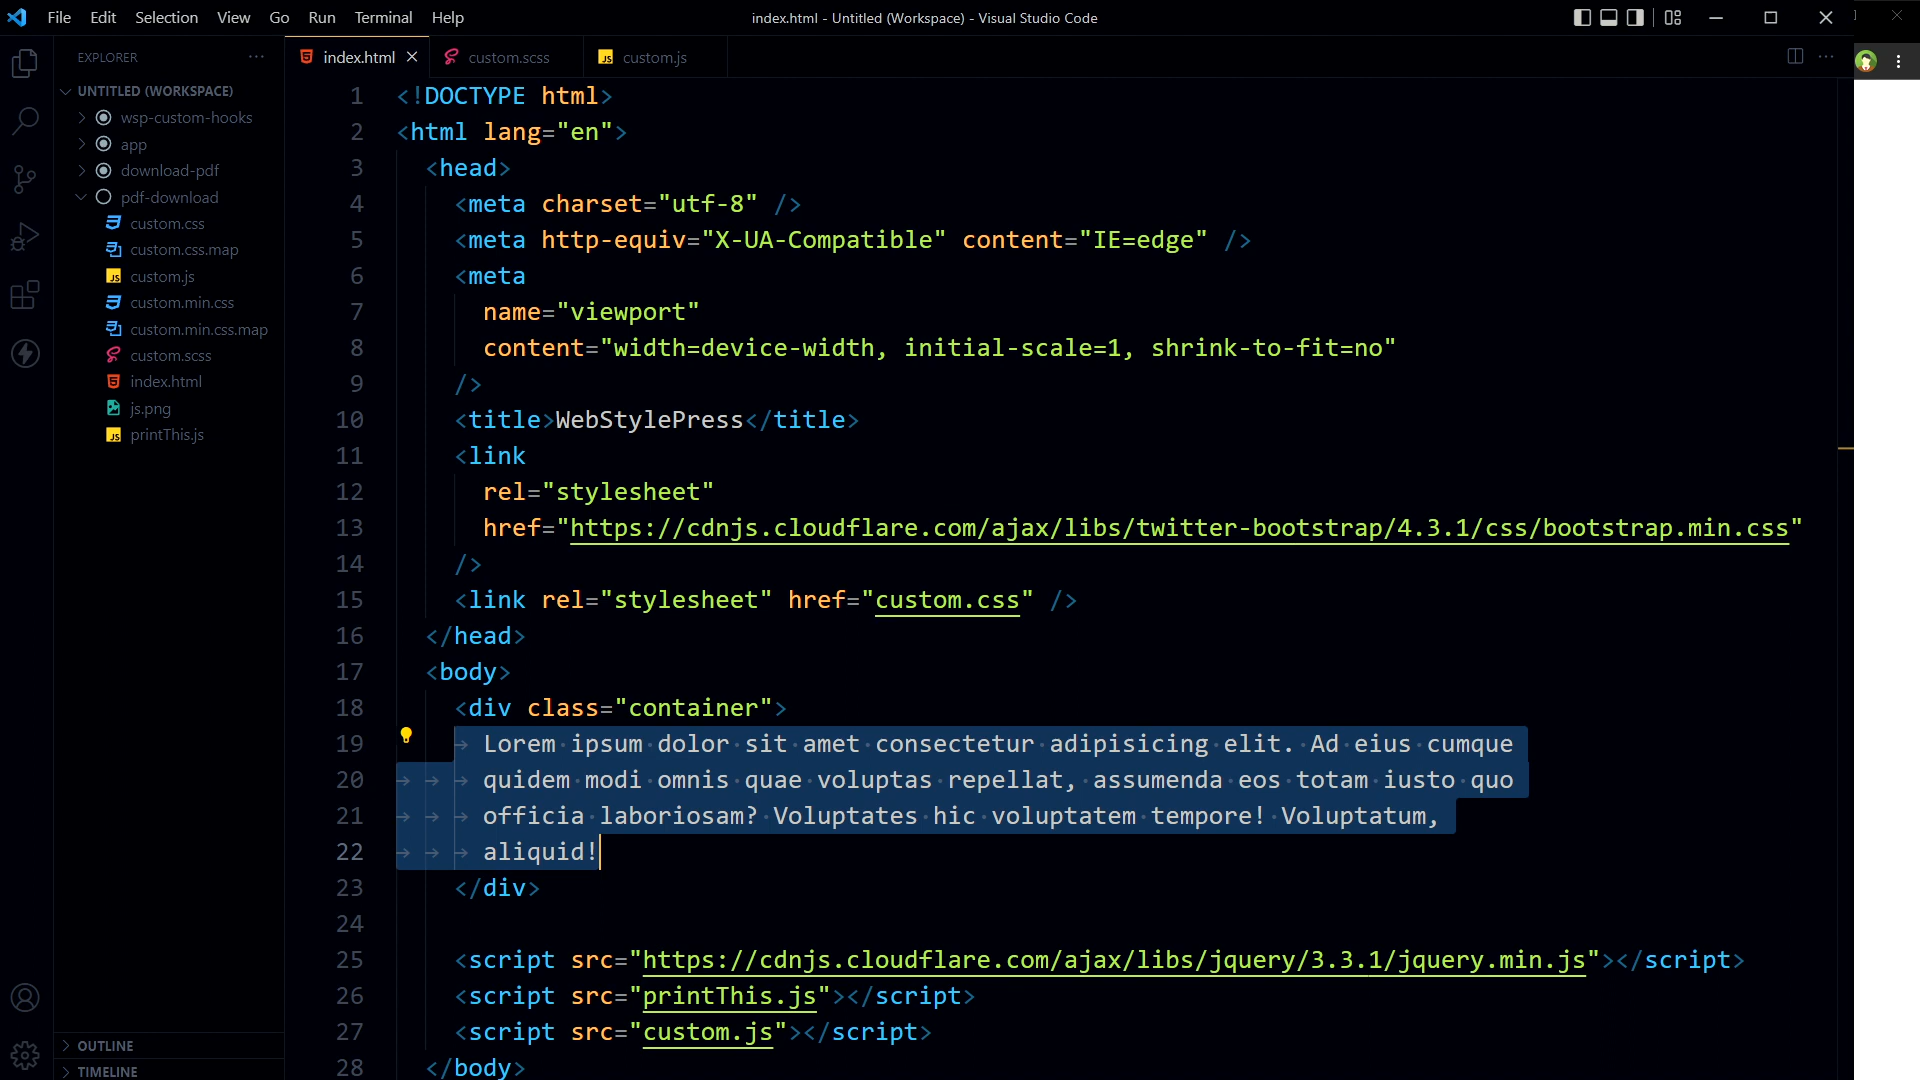 File Edit Selection View Go Run Terminal Help
index.html - Untitled (Workspace) - Visual Studio Code
EXPLORER
index.html
custom.scss
custom.js
UNTITLED (WORKSPACE)
wsp-custom-hooks
app
download-pdf
pdf-download
custom.css
custom.css.map
custom.js
custom.min.css
custom.min.css.map
custom.scss
index.html
js.png
printThis.js
OUTLINE
TIMELINE
1 <!DOCTYPE html>
2 <html lang="en">
3 <head>
4 <meta charset="utf-8" />
5 <meta http-equiv="X-UA-Compatible" content="IE=edge" />
6 <meta
7 name="viewport"
8 content="width=device-width, initial-scale=1, shrink-to-fit=no"
9 />
10 <title>WebStylePress</title>
11 <link
12 rel="stylesheet"
13 href="https://cdnjs.cloudflare.com/ajax/libs/twitter-bootstrap/4.3.1/css/bootstrap.min.css"
14 />
15 <link rel="stylesheet" href="custom.css" />
16 </head>
17 <body>
18 <div class="container">
19 Lorem ipsum dolor sit amet consectetur adipisicing elit. Ad eius cumque
20 quidem modi omnis quae voluptas repellat, assumenda eos totam iusto quo
21 officia laboriosam? Voluptates hic voluptatem tempore! Voluptatum,
22 aliquid!
23 </div>
24
25 <script src="https://cdnjs.cloudflare.com/ajax/libs/jquery/3.3.1/jquery.min.js"></script>
26 <script src="printThis.js"></script>
27 <script src="custom.js"></script>
28 </body>